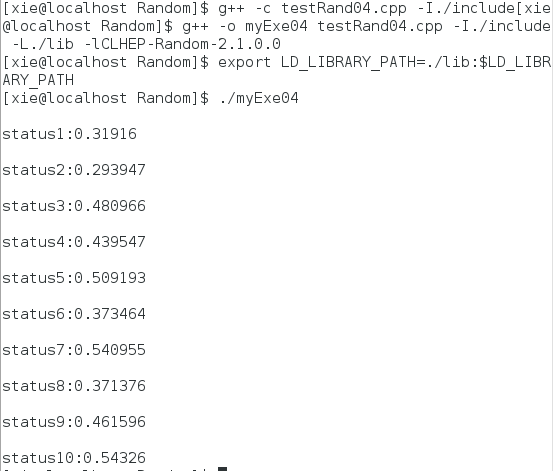 [xie@localhost Random]$ g++ -c testRand04.cpp -I./include[xie
@localhost Random]$ g++ -o myExe04 testRand04.cpp -I./include
 -L./lib -lCLHEP-Random-2.1.0.0
[xie@localhost Random]$ export LD_LIBRARY_PATH=./lib:$LD_LIBR
ARY_PATH
[xie@localhost Random]$ ./myExe04
status1:0.31916
status2:0.293947
status3:0.480966
status4:0.439547
status5:0.509193
status6:0.373464
status7:0.540955
status8:0.371376
status9:0.461596
status10:0.54326